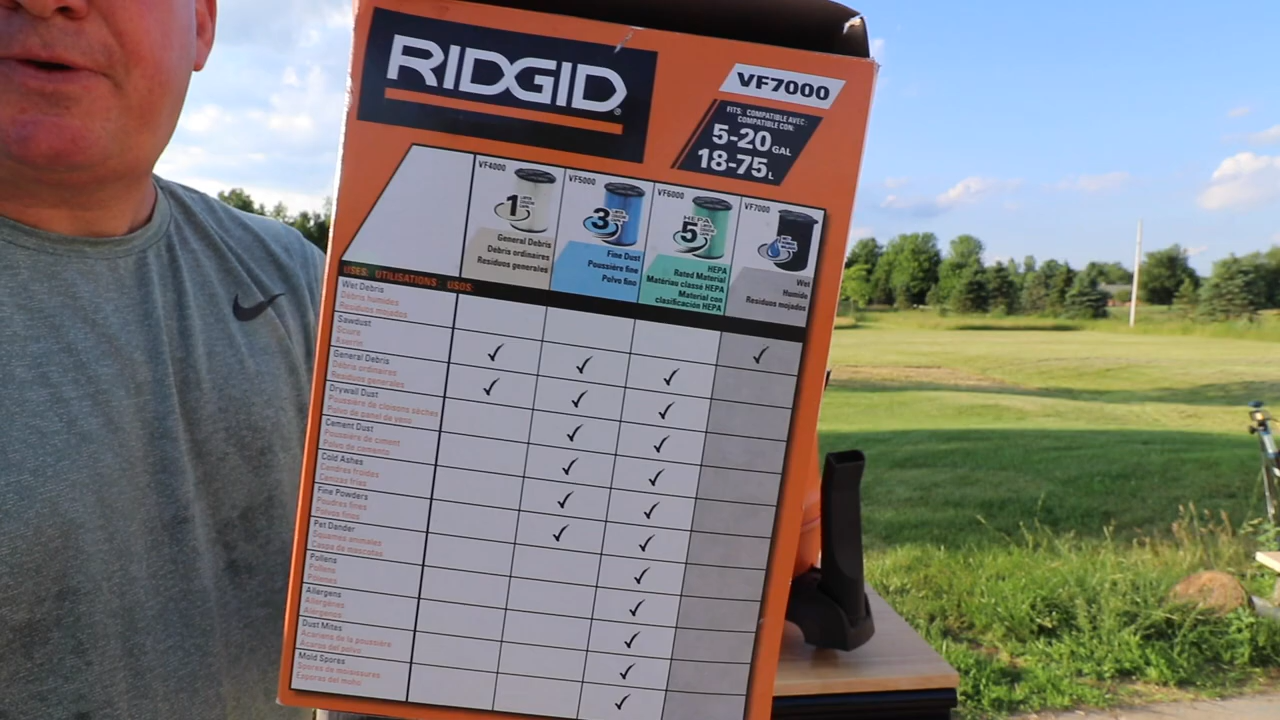 RIDGID®
VF7000
FITS: COMPATIBLE AVEC:
COMPATIBLE CON:
5-20 GAL
18-75 L
VF4000
1
General Debris
Débris ordinaires
Residuos generales
VF5000
3
Fine Dust
Poussière fine
Polvo fino
VF6000
HEPA
5
HEPA
Rated Material
Matériau classé HEPA
Material con
clasificación HEPA
VF7000
Wet
Humide
Residuos mojados
USES: UTILISATIONS: USOS:
Wet Debris
Débris humides
Residuos mojados
✓
Sawdust
Sciure
Aserrín
✓ ✓ ✓
General Debris
Débris ordinaires
Residuos generales
✓ ✓ ✓
Drywall Dust
Poussière de cloisons sèches
Polvo de panel de yeso
✓ ✓
Cement Dust
Poussière de ciment
Polvo de cemento
✓ ✓
Cold Ashes
Cendres froides
Cenizas frías
✓ ✓
Fine Powders
Poudres fines
Polvos finos
✓ ✓
Pet Dander
Squames animales
Caspa de mascotas
✓
Pollens
Pollens
Pólenes
✓
Allergens
Allergènes
Alérgenos
✓
Dust Mites
Acariens de la poussière
Ácaros del polvo
✓
Mold Spores
Spores de moisissures
Esporas del moho
✓